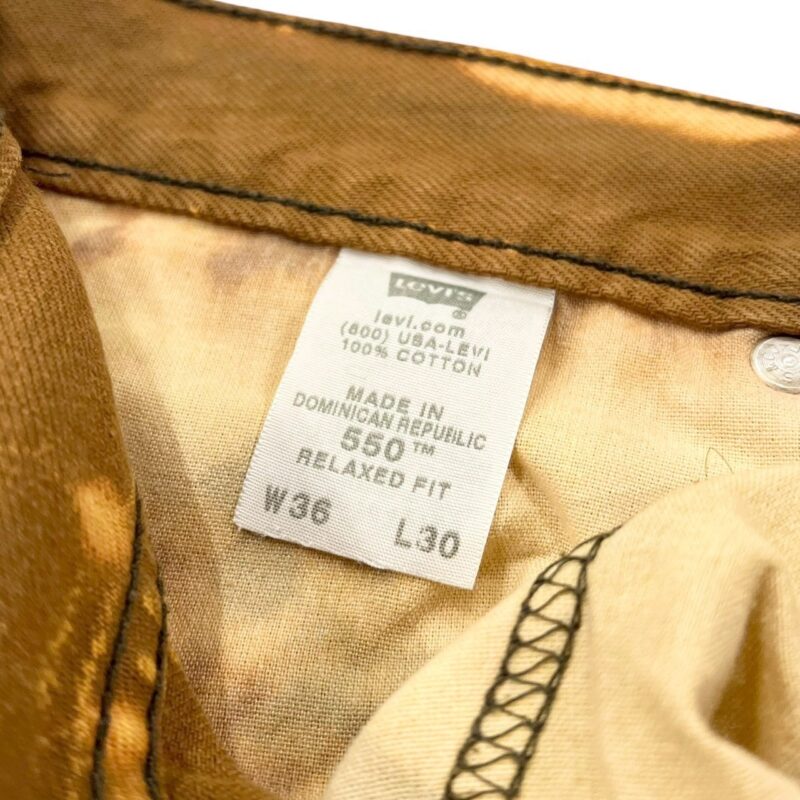 Levi's
®
levi.com
(800) USA-LEVI
100% COTTON
MADE IN
DOMINICAN REPUBLIC
550™
RELAXED FIT
W36 L30